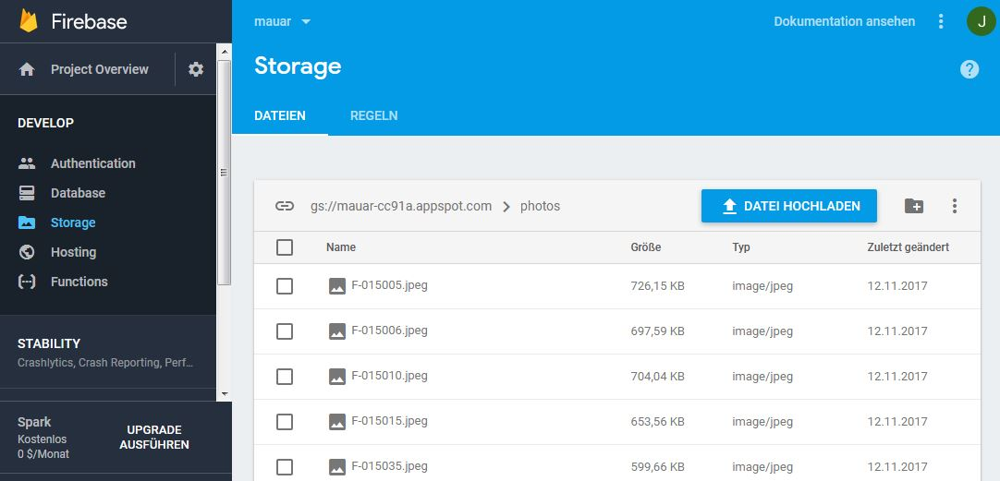 Firebase
Project Overview
DEVELOP
Authentication
Database
Storage
Hosting
Functions
STABILITY
Crashlytics, Crash Reporting, Perf...
Spark
Kostenlos
0 $/Monat
UPGRADE
AUSFÜHREN
mauar
Dokumentation ansehen
J
Storage
?
DATEIEN REGELN
gs://mauar-cc91a.appspot.com > photos
DATEI HOCHLADEN
Name Größe Typ Zuletzt geändert
F-015005.jpeg 726,15 KB image/jpeg 12.11.2017
F-015006.jpeg 697,59 KB image/jpeg 12.11.2017
F-015010.jpeg 704,04 KB image/jpeg 12.11.2017
F-015015.jpeg 653,56 KB image/jpeg 12.11.2017
F-015035.jpeg 599,66 KB image/jpeg 12.11.2017